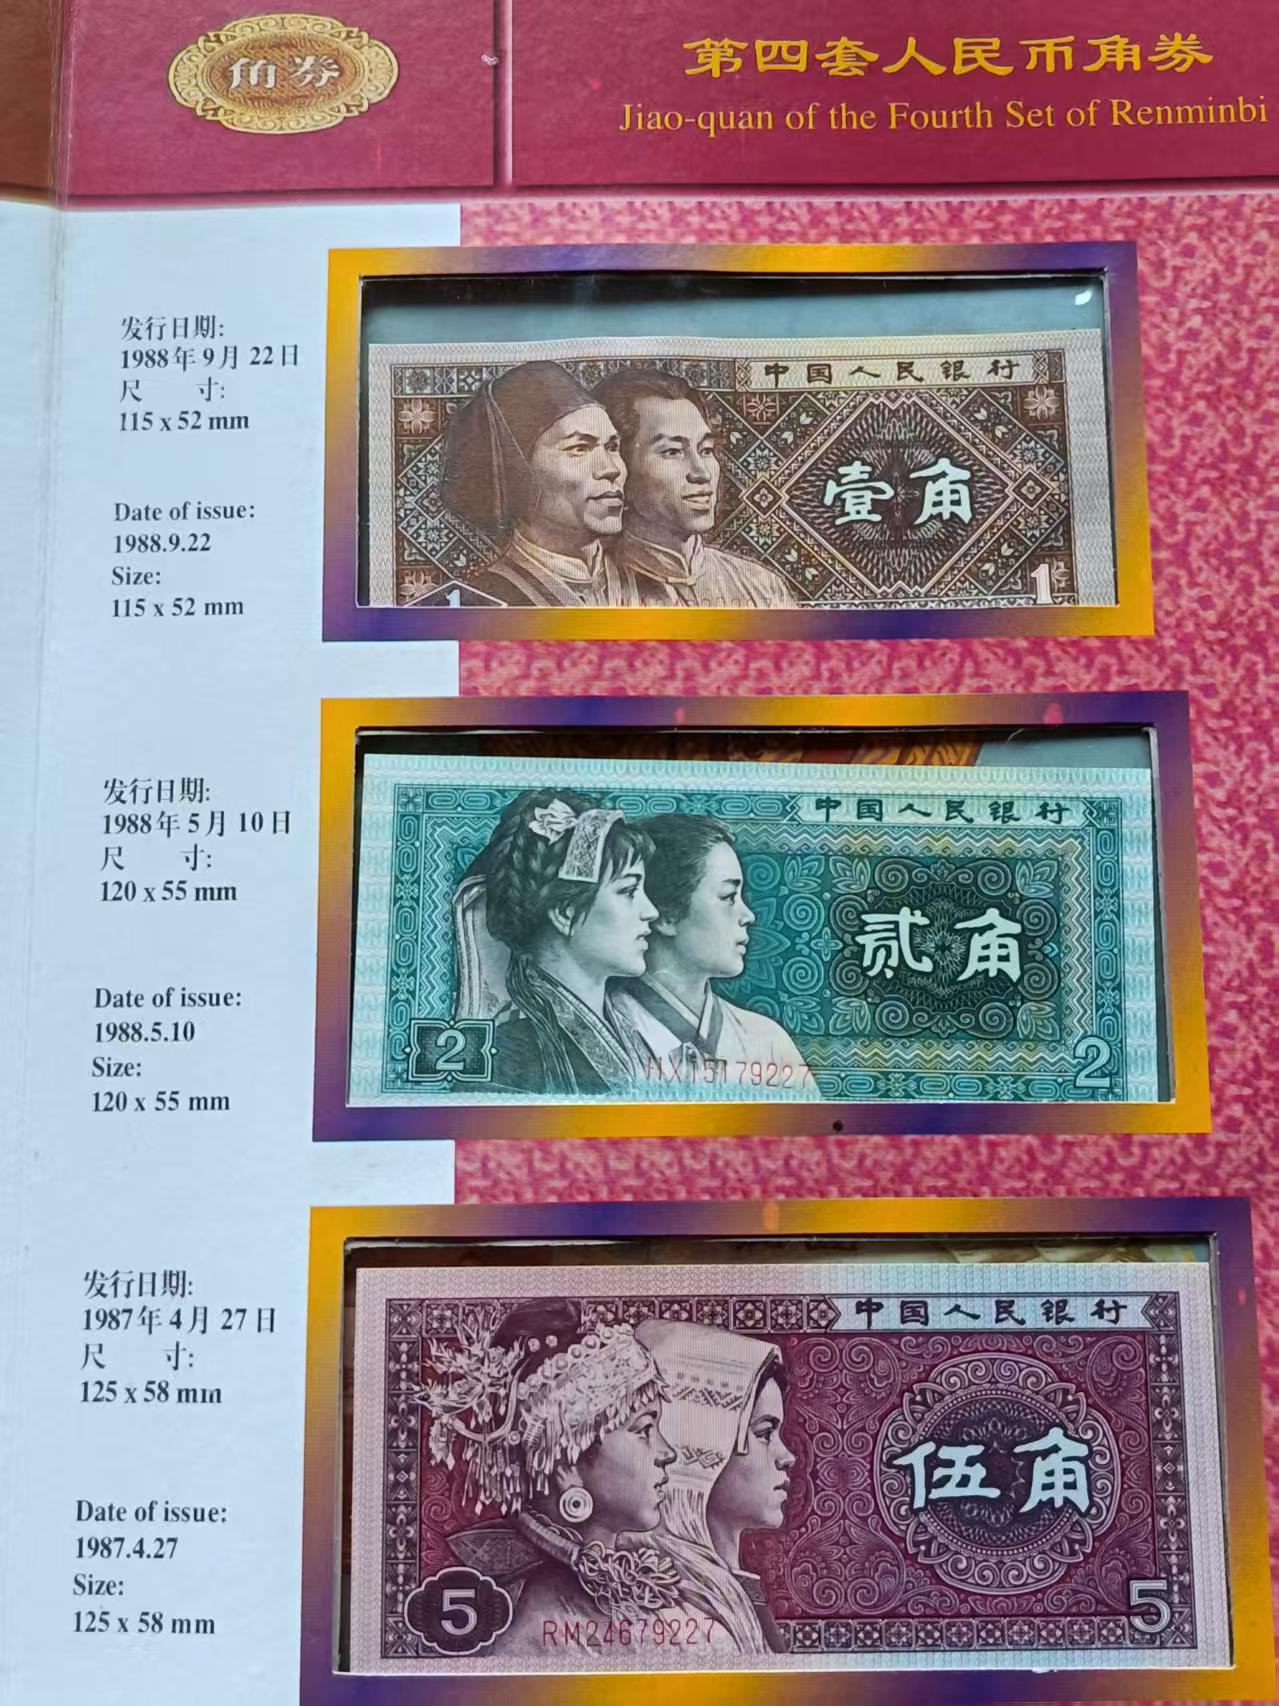 角券
第四套人民币角券
Jiao-quan of the Fourth Set of Renminbi
发行日期:
1988年9月22日
尺 寸:
115 x 52 mm
Date of issue:
1988.9.22
Size:
115 x 52 mm
中国人民银行
壹角
1
1
发行日期:
1988年5月10日
尺 寸:
120 x 55 mm
Date of issue:
1988.5.10
Size:
120 x 55 mm
中国人民银行
贰角
2
HX15179227
2
发行日期:
1987年4月27日
尺 寸:
125 x 58 mm
Date of issue:
1987.4.27
Size:
125 x 58 mm
中国人民银行
伍角
5
RM24679227
5